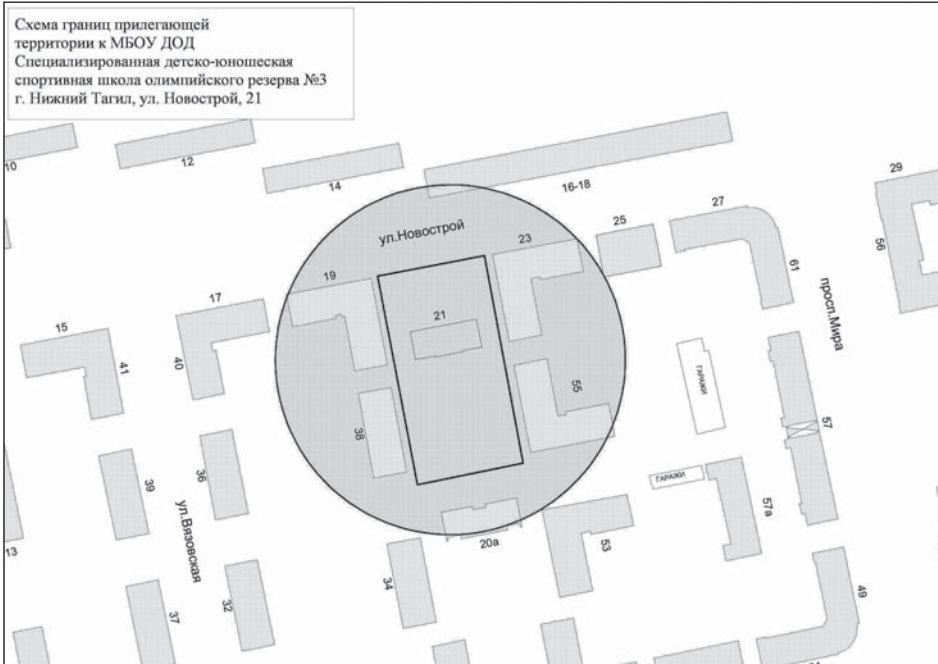 Схема границ прилегающей
территории к МБОУ ДОД
Специализированная детско-юношеская
спортивная школа олимпийского резерва №3
г. Нижний Тагил, ул. Новострой, 21
10
12
14
16-18
29
27
25
23
ул.Новострой
56
61
просп.Мира
19
17
15
21
41
40
ГАРАЖИ
55
57
38
36
39
ГАРАЖИ
57а
ул.Вязовская
13
20а
53
34
49
32
37